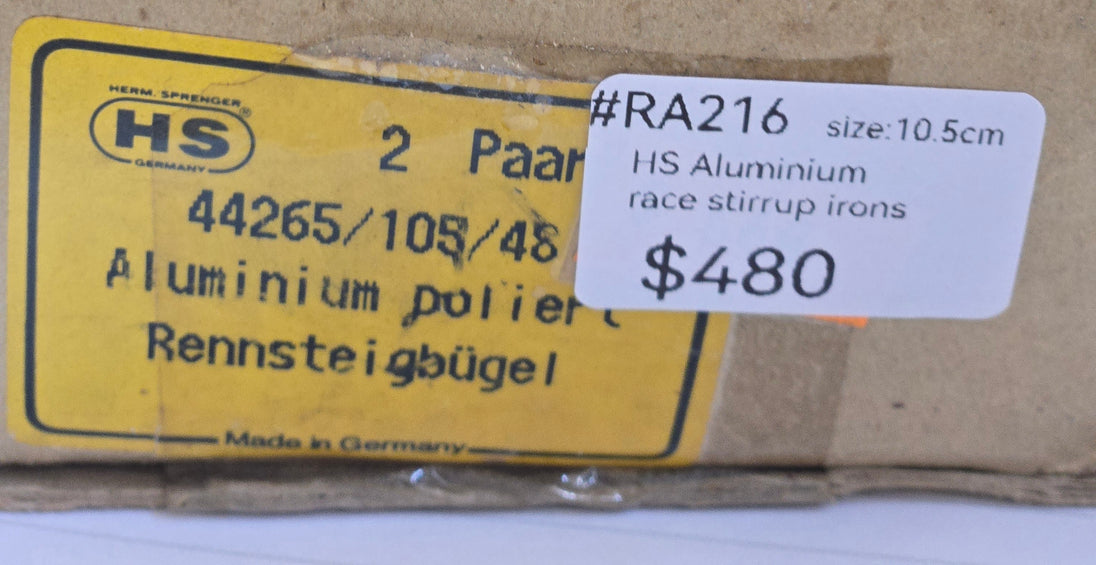 HERM. SPRENGER
HS®
GERMANY
2 Paar
44265/105/48
Aluminium poliert
Rennsteigbügel
Made in Germany
#RA216 size:10.5cm
HS Aluminium
race stirrup irons
$480